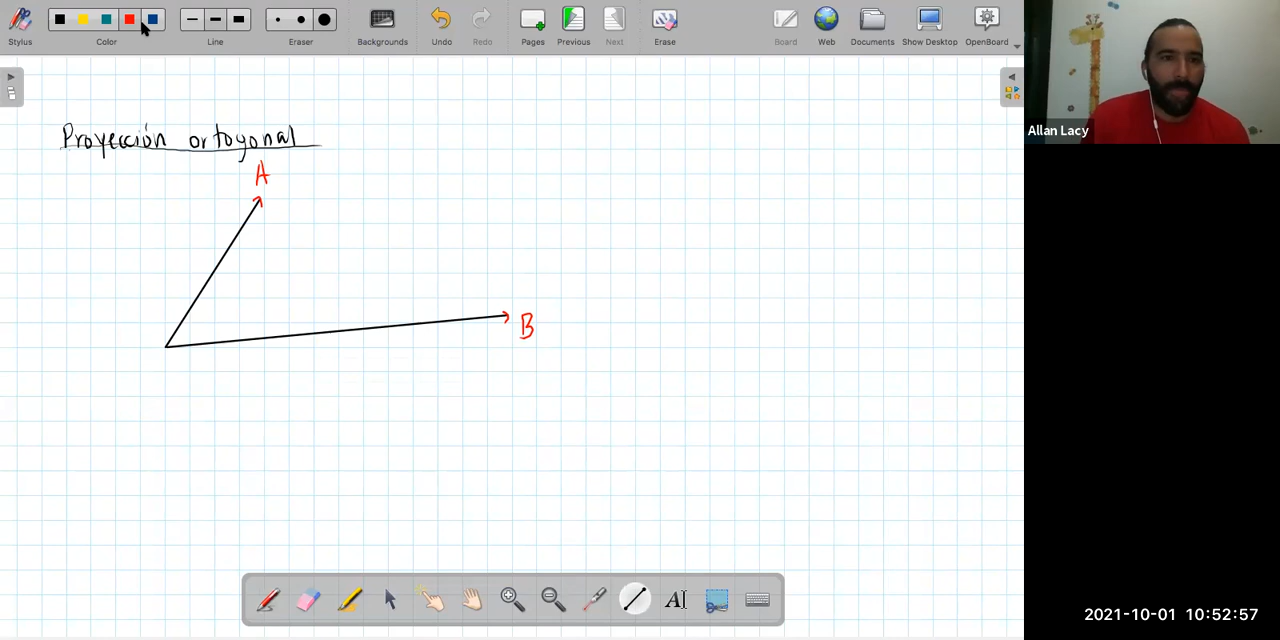 Stylus
Color
Line
Eraser
Backgrounds
Undo
Redo
Pages
Previous
Next
Erase
Board
Web
Documents
Show Desktop
OpenBoard
Allan Lacy
Proyección ortogonal
A
B
A
2021-10-01 10:52:57